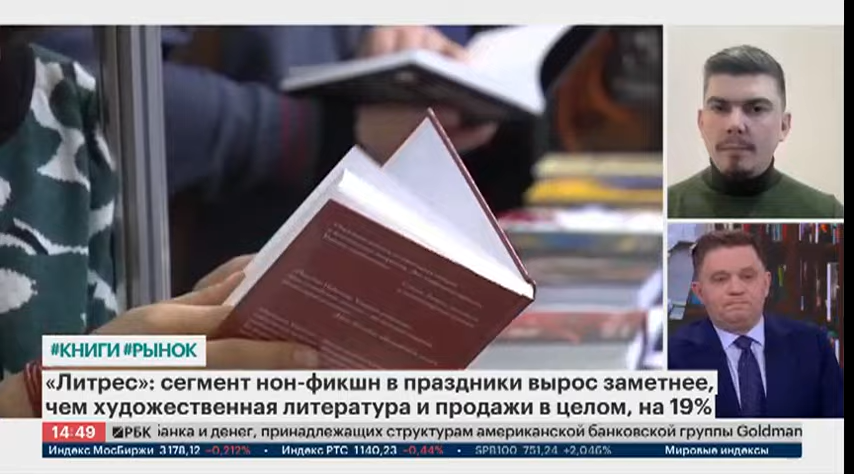 #КНИГИ #РЫНОК
«Литрес»: сегмент нон-фикшн в праздники вырос заметнее,
чем художественная литература и продажи в целом, на 19%
14:49 РБК анка и денег, принадлежащих структурам американской банковской группы Goldman
Индекс МосБиржи 3178,12 -0,212% • Индекс РТС 1140,23 -0,44% • SPB100 751,24 +2,046% Мировые индексы